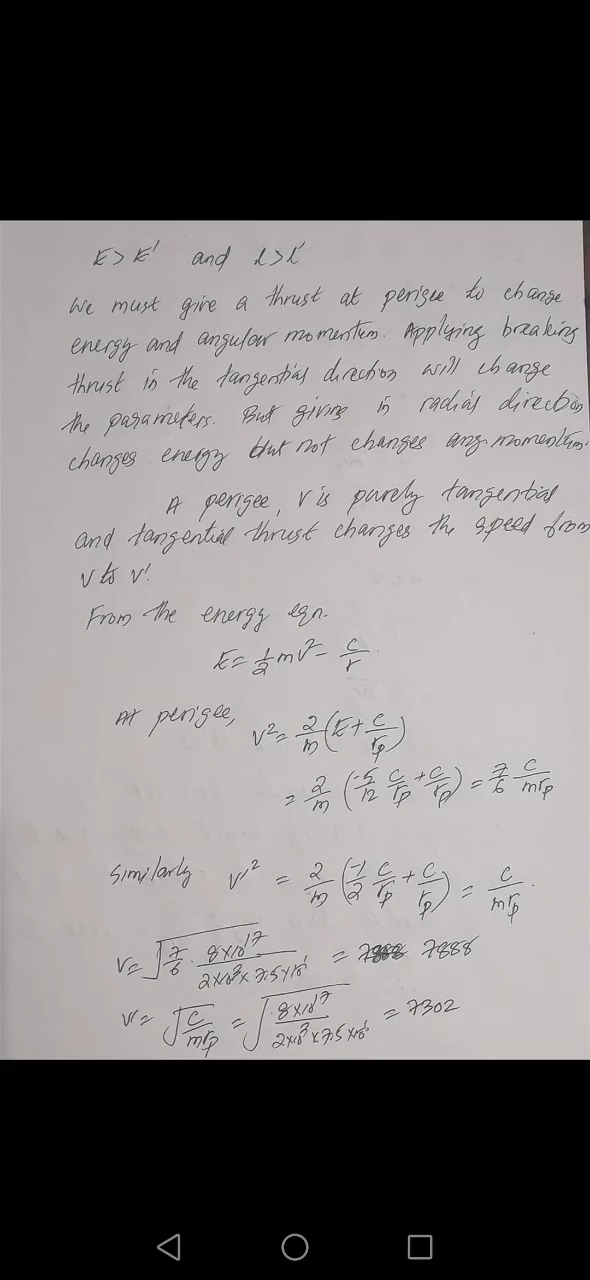 E > E' and l > l'
We must give a thrust at perigee to change
energy and angular momentum. Applying breaking
thrust in the tangential direction will change
the parameters. But giving in radial direction
changes energy but not changes ang. momentum.
A perigee, v is purely tangential
and tangential thrust changes the speed from
v to v'.
From the energy eqn.
E = 1/2 mv² - c/r.
At perigee, v² = 2/m (E + c/rp)
= 2/m (-5/12 c/rp + c/rp) = 7/6 c/mrp
Similarly v'² = 2/m (-1/2 c/rp + c/rp) = c/mrp.
v = √(7/6 · 8×10¹⁷ / 2×10³×7.5×10⁶) = 7888
v' = √(c/mrp) = √(8×10¹⁷ / 2×10³×7.5×10⁶) = 7302